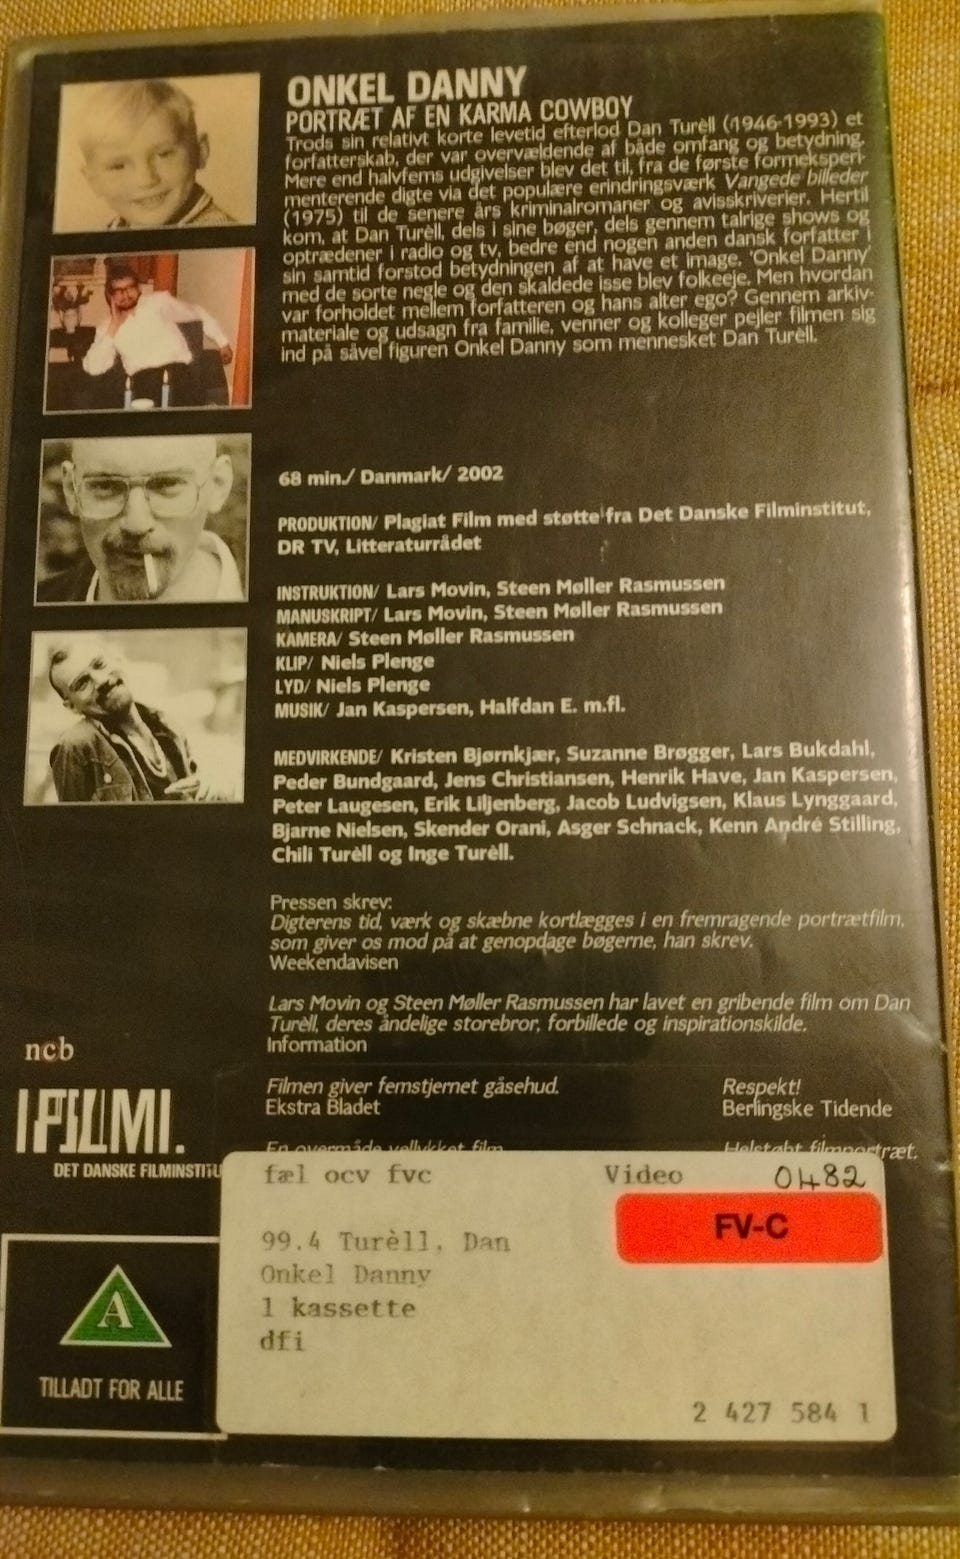 ONKEL DANNY
PORTRÆT AF EN KARMA COWBOY
Trods sin relativt korte levetid efterlod Dan Turèll (1946-1993) et
forfatterskab, der var overvældende af både omfang og betydning.
Mere end halvfems udgivelser blev det til, fra de første formeksperi-
menterende digte via det populære erindringsværk Vangede billeder
(1975) til de senere års kriminalromaner og avisskriverier. Hertil
kom, at Dan Turèll, dels i sine bøger, dels gennem talrige shows og
optrædener i radio og tv, bedre end nogen anden dansk forfatter i
sin samtid forstod betydningen af at have et image. 'Onkel Danny'
med de sorte negle og den skaldede isse blev folkeeje. Men hvordan
var forholdet mellem forfatteren og hans alter ego? Gennem arkiv-
materiale og udsagn fra familie, venner og kolleger pejler filmen sig
ind på såvel figuren Onkel Danny som mennesket Dan Turèll.
68 min./ Danmark/ 2002
PRODUKTION/ Plagiat Film med støtte fra Det Danske Filminstitut,
DR TV, Litteraturrådet
INSTRUKTION/ Lars Movin, Steen Møller Rasmussen
MANUSKRIPT/ Lars Movin, Steen Møller Rasmussen
KAMERA/ Steen Møller Rasmussen
KLIP/ Niels Plenge
LYD/ Niels Plenge
MUSIK/ Jan Kaspersen, Halfdan E. m.fl.
MEDVIRKENDE/ Kristen Bjørnkjær, Suzanne Brøgger, Lars Bukdahl,
Peder Bundgaard, Jens Christiansen, Henrik Have, Jan Kaspersen,
Peter Laugesen, Erik Liljenberg, Jacob Ludvigsen, Klaus Lynggaard,
Bjarne Nielsen, Skender Orani, Asger Schnack, Kenn André Stilling,
Chili Turèll og Inge Turèll.
Pressen skrev:
Digterens tid, værk og skæbne kortlægges i en fremragende portrætfilm,
som giver os mod på at genopdage bøgerne, han skrev.
Weekendavisen
Lars Movin og Steen Møller Rasmussen har lavet en gribende film om Dan
Turèll, deres åndelige storebror, forbillede og inspirationskilde.
Information
Filmen giver femstjernet gåsehud.
Ekstra Bladet
Respekt!
Berlingske Tidende
En overmåde vellykket film
Helstøbt filmportræt.
ncb
FILM
DET DANSKE FILMINSTITU
A
TILLADT FOR ALLE
fæl ocv fvc Video 0482
FV-C
99.4 Turèll, Dan
Onkel Danny
1 kassette
dfi
2 427 584 1